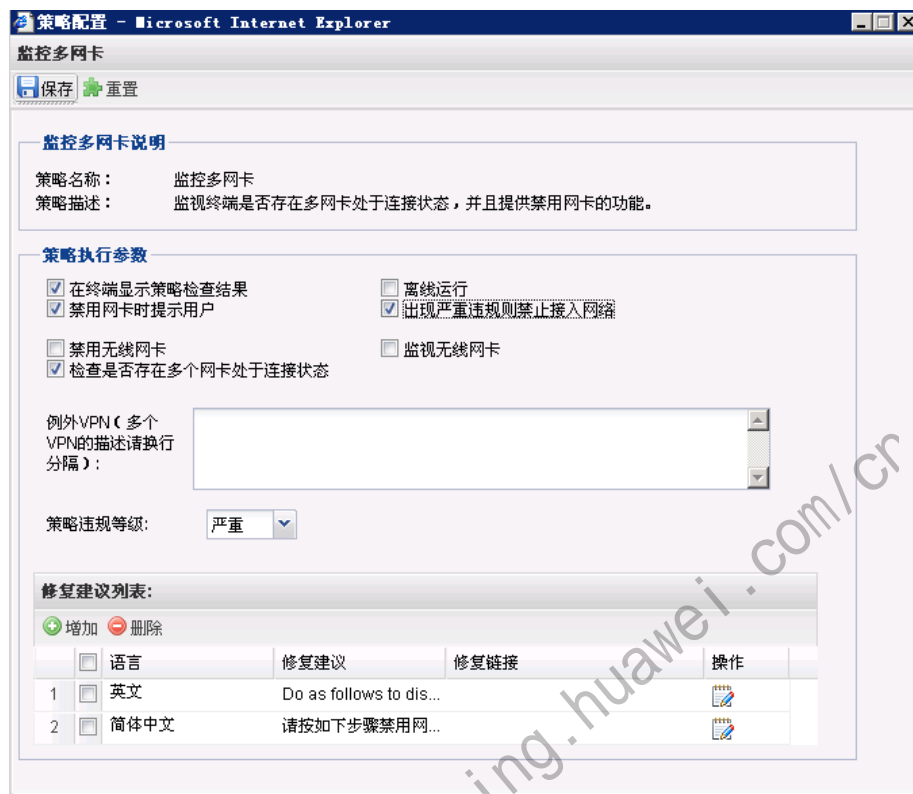 策略配置 - Microsoft Internet Explorer
监控多网卡
保存 重置
监控多网卡说明
策略名称： 监控多网卡
策略描述： 监视终端是否存在多网卡处于连接状态，并且提供禁用网卡的功能。
策略执行参数
在终端显示策略检查结果 离线运行
禁用网卡时提示用户 出现严重违规则禁止接入网络
禁用无线网卡 监视无线网卡
检查是否存在多个网卡处于连接状态
例外VPN（多个
VPN的描述请换行
分隔）：
策略违规等级: 严重
修复建议列表:
增加 删除
语言 修复建议 修复链接 操作
1 英文 Do as follows to dis...
2 简体中文 请按如下步骤禁用网...
ing.huawei.com/cn